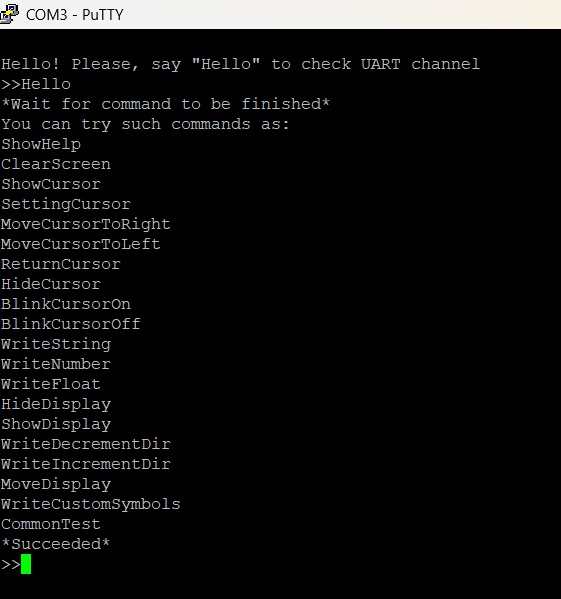 COM3 - PuTTY
Hello! Please, say "Hello" to check UART channel
>>Hello
*Wait for command to be finished*
You can try such commands as:
ShowHelp
ClearScreen
ShowCursor
SettingCursor
MoveCursorToRight
MoveCursorToLeft
ReturnCursor
HideCursor
BlinkCursorOn
BlinkCursorOff
WriteString
WriteNumber
WriteFloat
HideDisplay
ShowDisplay
WriteDecrementDir
WriteIncrementDir
MoveDisplay
WriteCustomSymbols
CommonTest
*Succeeded*
>>